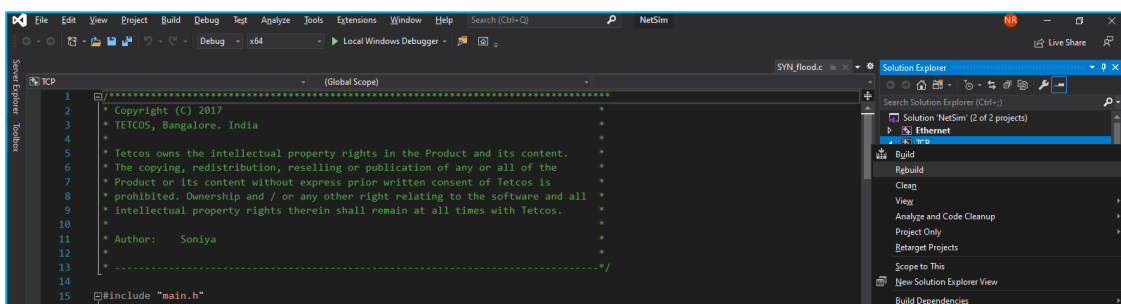 File Edit View Project Build Debug Test Analyze Tools Extensions Window Help Search (Ctrl+Q) NetSim NR
Debug x64 Local Windows Debugger Live Share
Server Explorer
Toolbox
SYN_flood.c
TCP (Global Scope)
1 /***********************************************************************************
2 * Copyright (C) 2017 *
3 * TETCOS, Bangalore. India *
4 * *
5 * Tetcos owns the intellectual property rights in the Product and its content. *
6 * The copying, redistribution, reselling or publication of any or all of the *
7 * Product or its content without express prior written consent of Tetcos is *
8 * prohibited. Ownership and / or any other right relating to the software and all *
9 * intellectual property rights therein shall remain at all times with Tetcos. *
10 * *
11 * Author: Soniya *
12 * *
13 * ---------------------------------------------------------------------------------*/
14
15 #include "main.h"
Solution Explorer
Search Solution Explorer (Ctrl+;)
Solution 'NetSim' (2 of 2 projects)
Ethernet
TCP
Build
Rebuild
Clean
View
Analyze and Code Cleanup
Project Only
Retarget Projects
Scope to This
New Solution Explorer View
Build Dependencies